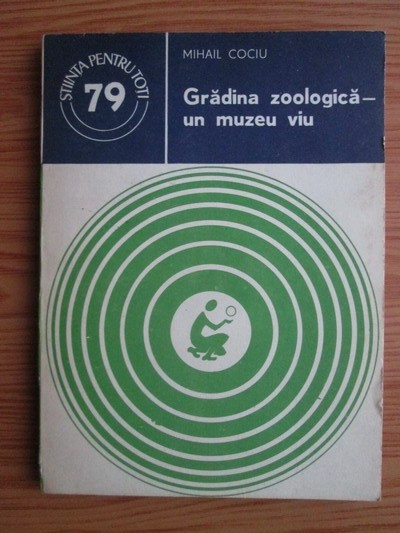 ȘTIINȚA PENTRU TOȚI
79
MIHAIL COCIU
Grădina zoologică –
un muzeu viu